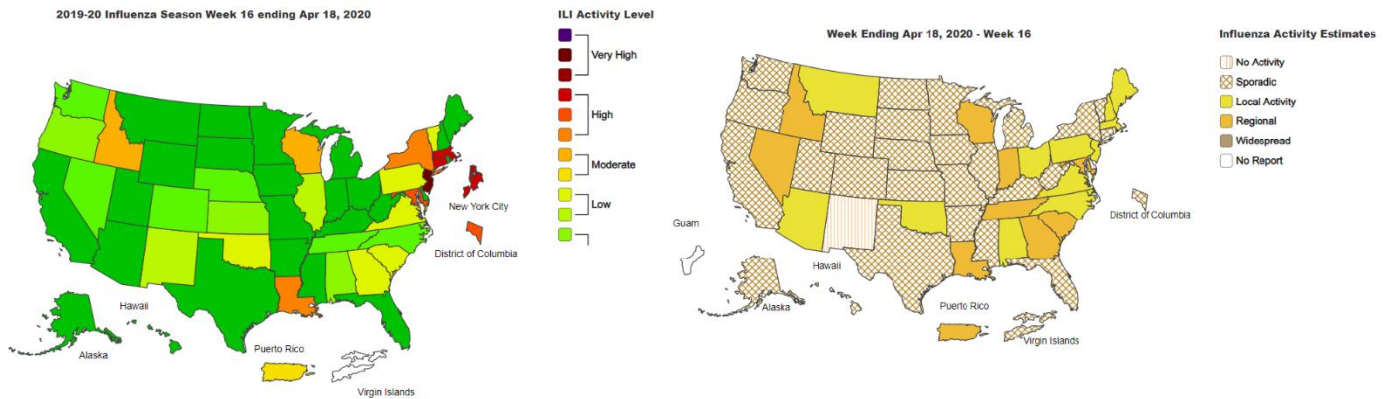 2019-20 Influenza Season Week 16 ending Apr 18, 2020
ILI Activity Level
Very High
High
Moderate
Low
New York City
District of Columbia
Hawaii
Alaska
Puerto Rico
Virgin Islands
Week Ending Apr 18, 2020 - Week 16
Influenza Activity Estimates
No Activity
Sporadic
Local Activity
Regional
Widespread
No Report
District of Columbia
Guam
Hawaii
Alaska
Puerto Rico
Virgin Islands